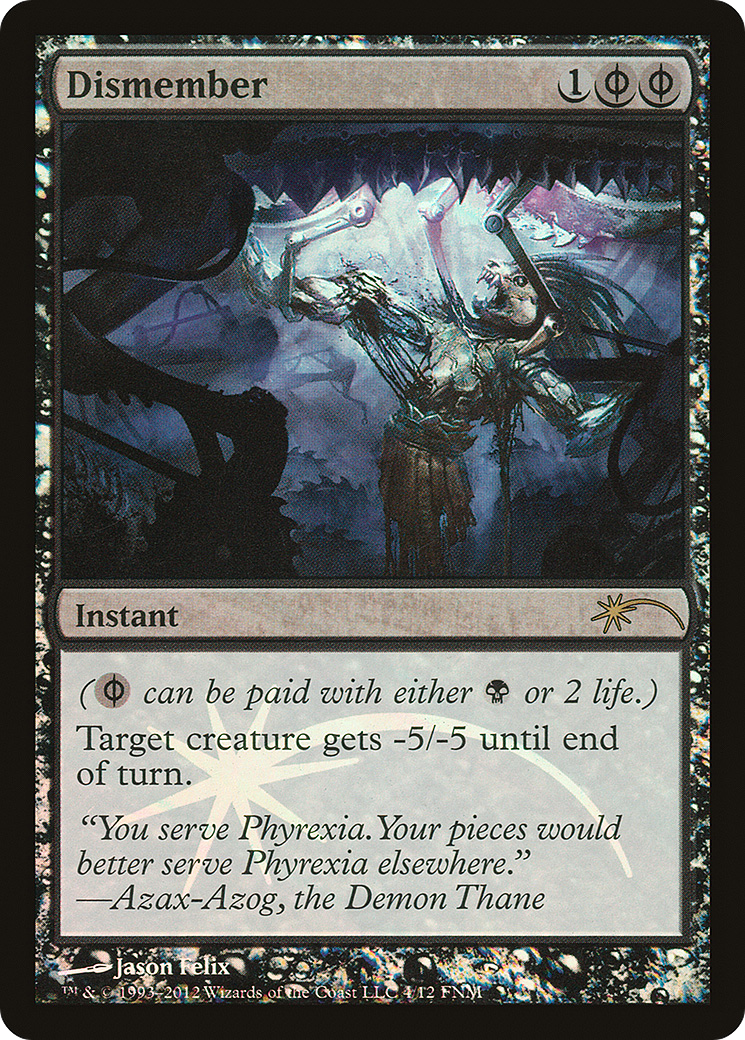 Dismember 1
Instant
( can be paid with either or 2 life.)
Target creature gets -5/-5 until end
of turn.
“You serve Phyrexia. Your pieces would
better serve Phyrexia elsewhere.”
—Azax-Azog, the Demon Thane
Jason Felix
™ & © 1993–2012 Wizards of the Coast LLC 4/12 FNM